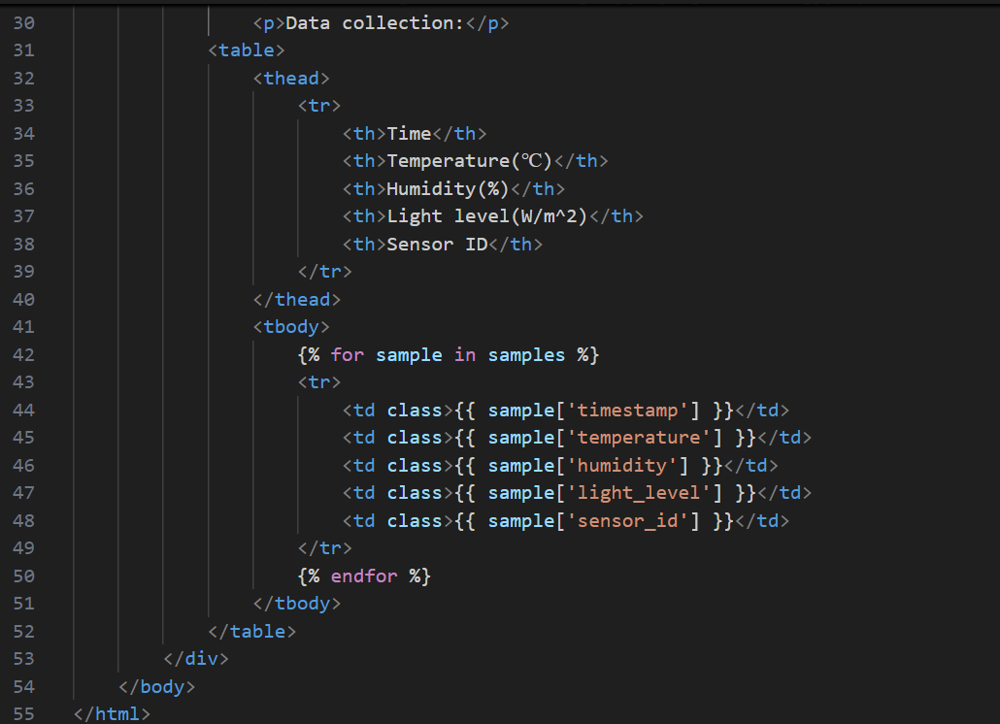 30 <p>Data collection:</p>
31 <table>
32 <thead>
33 <tr>
34 <th>Time</th>
35 <th>Temperature(℃)</th>
36 <th>Humidity(%)</th>
37 <th>Light level(W/m^2)</th>
38 <th>Sensor ID</th>
39 </tr>
40 </thead>
41 <tbody>
42 {% for sample in samples %}
43 <tr>
44 <td class>{{ sample['timestamp'] }}</td>
45 <td class>{{ sample['temperature'] }}</td>
46 <td class>{{ sample['humidity'] }}</td>
47 <td class>{{ sample['light_level'] }}</td>
48 <td class>{{ sample['sensor_id'] }}</td>
49 </tr>
50 {% endfor %}
51 </tbody>
52 </table>
53 </div>
54 </body>
55 </html>